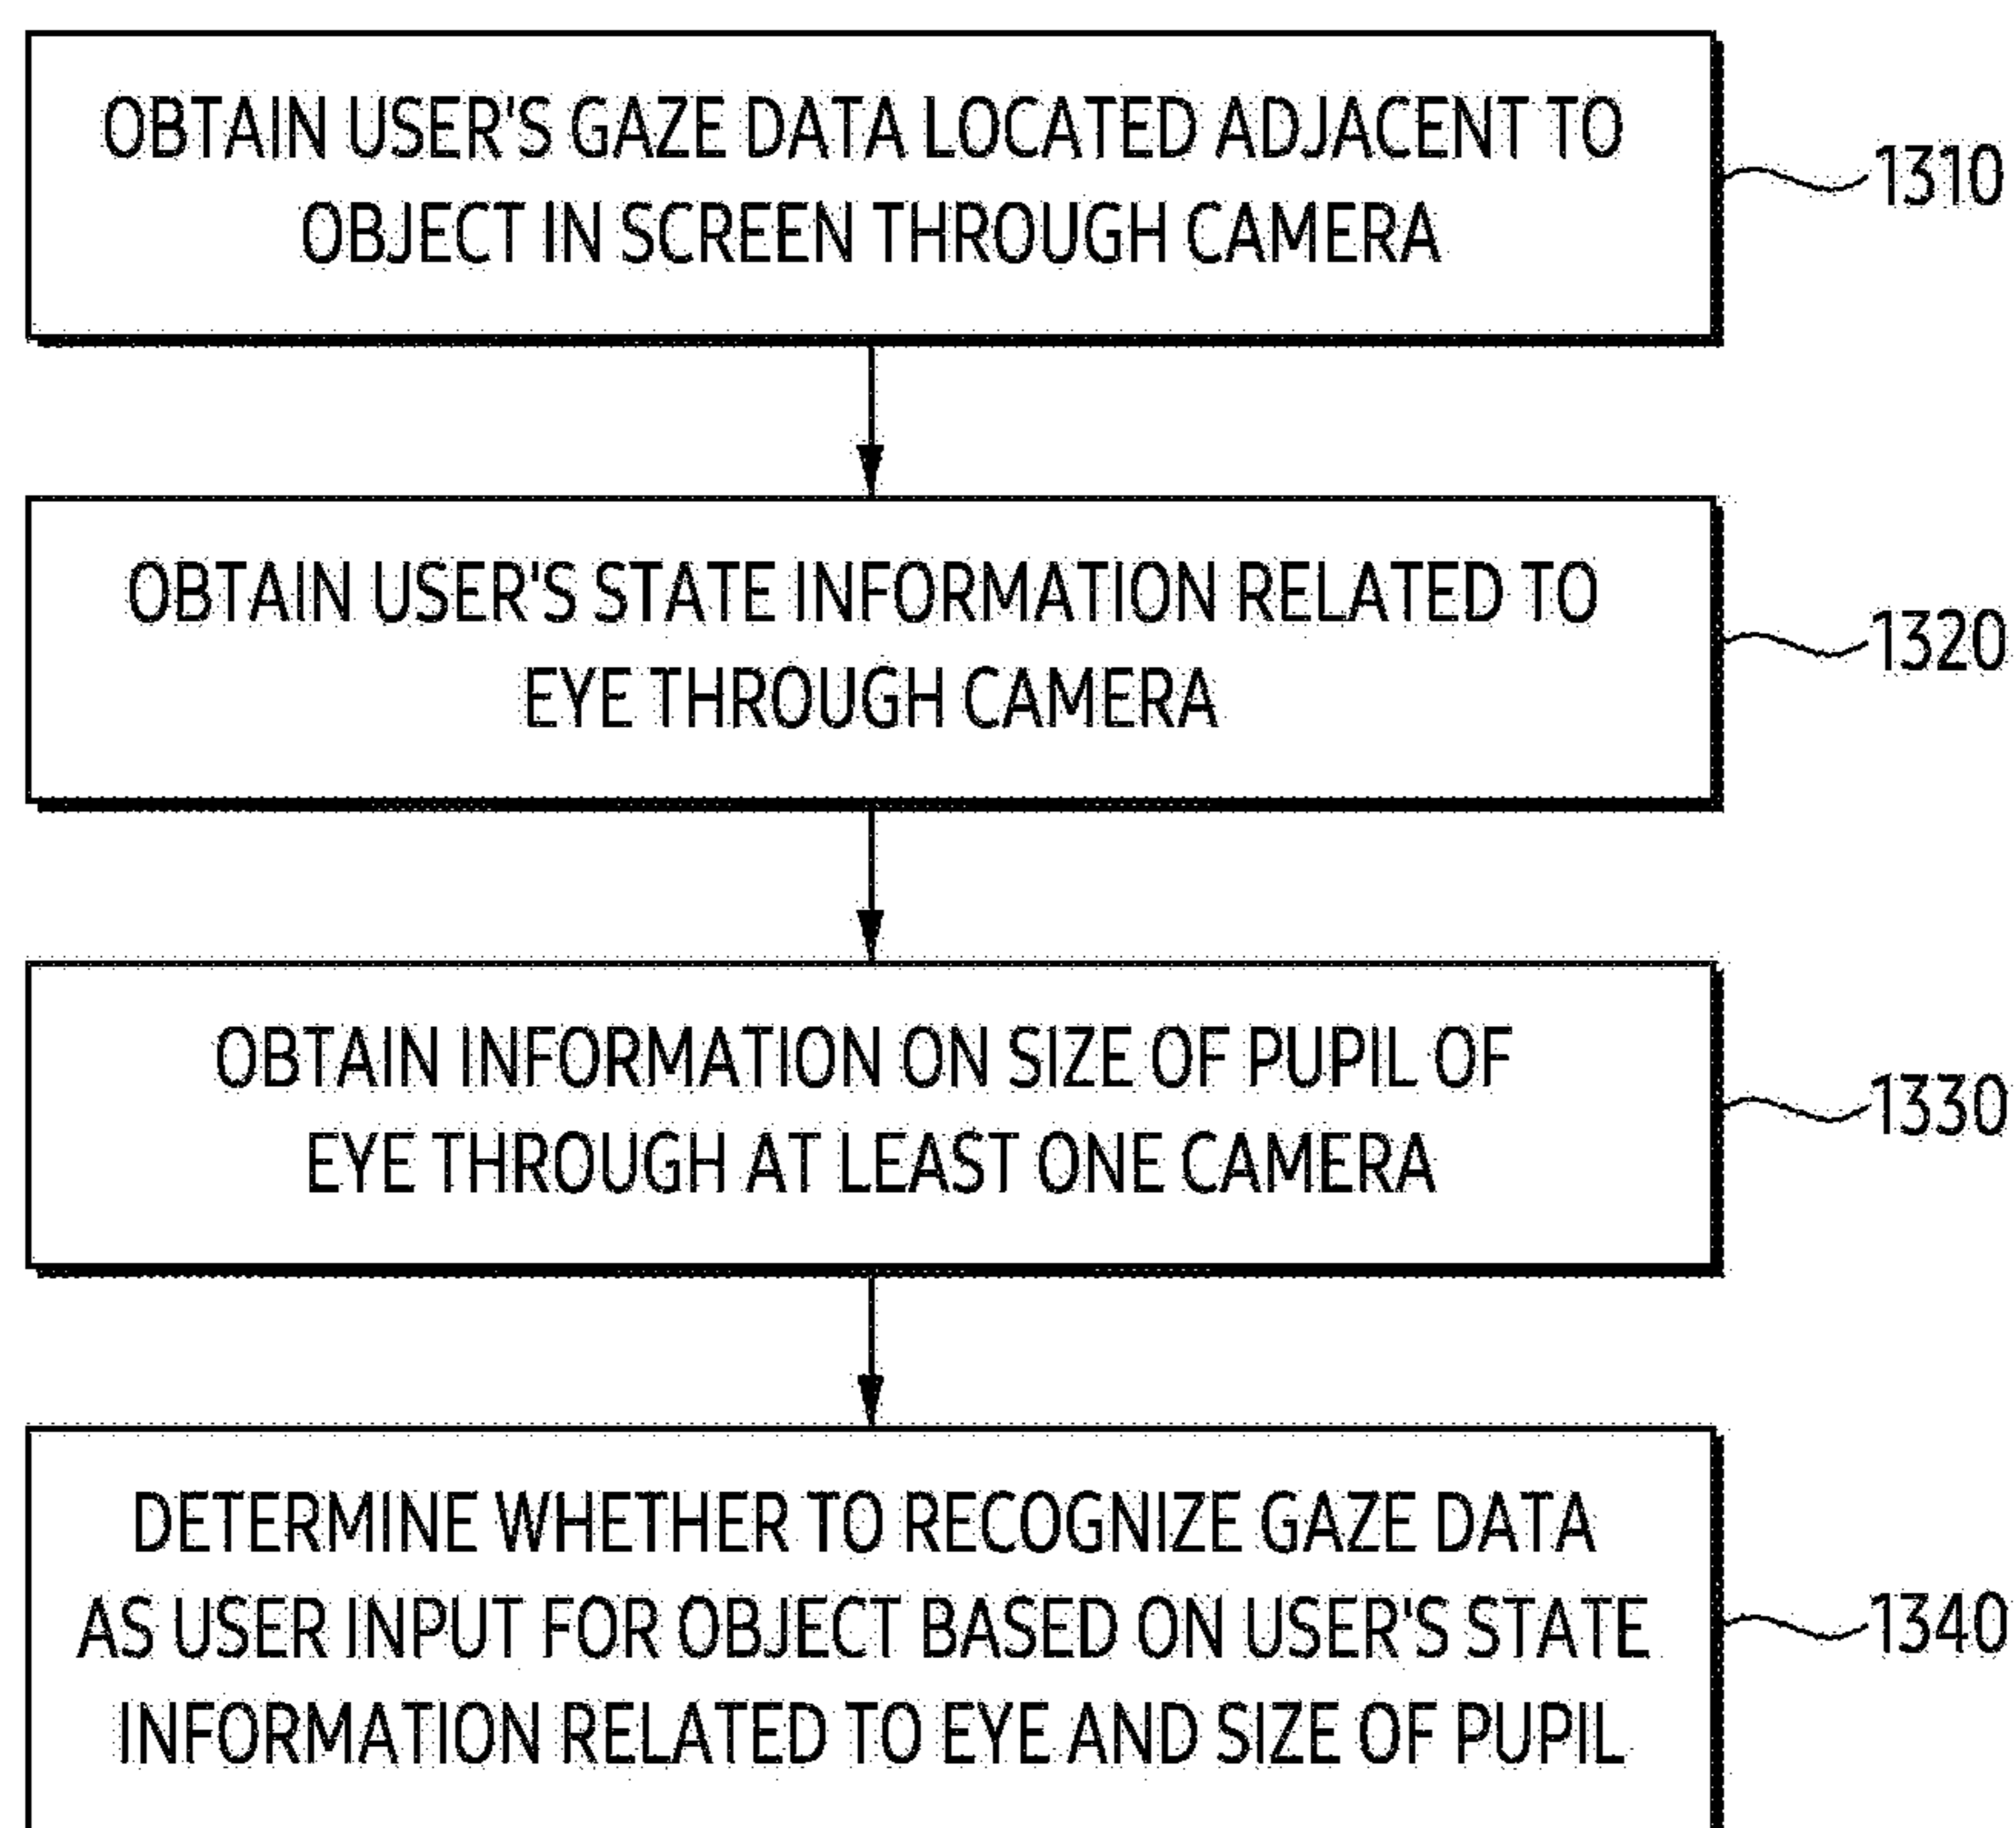 OBTAIN USER'S GAZE DATA LOCATED ADJACENT TO
OBJECT IN SCREEN THROUGH CAMERA
1310
OBTAIN USER'S STATE INFORMATION RELATED TO
EYE THROUGH CAMERA
1320
OBTAIN INFORMATION ON SIZE OF PUPIL OF
EYE THROUGH AT LEAST ONE CAMERA
1330
DETERMINE WHETHER TO RECOGNIZE GAZE DATA
AS USER INPUT FOR OBJECT BASED ON USER'S STATE
INFORMATION RELATED TO EYE AND SIZE OF PUPIL
1340